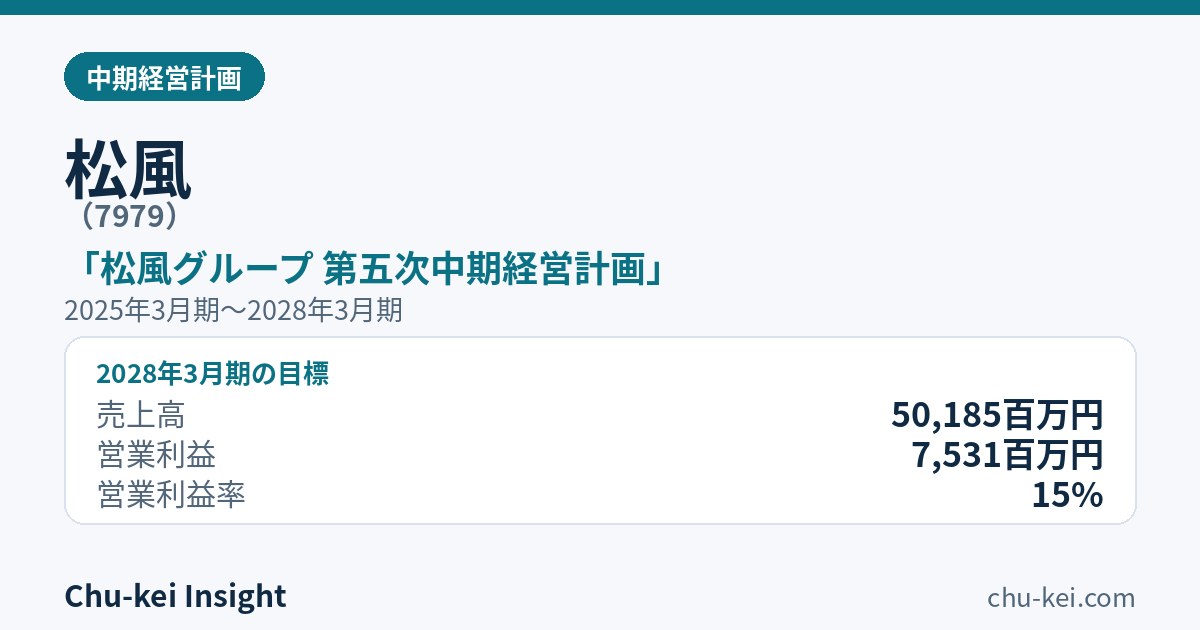 中期経営計画
松風
（7979）
「松風グループ 第五次中期経営計画」
2025年3月期～2028年3月期
2028年3月期の目標
売上高 50,185百万円
営業利益 7,531百万円
営業利益率 15%
Chu-kei Insight chu-kei.com